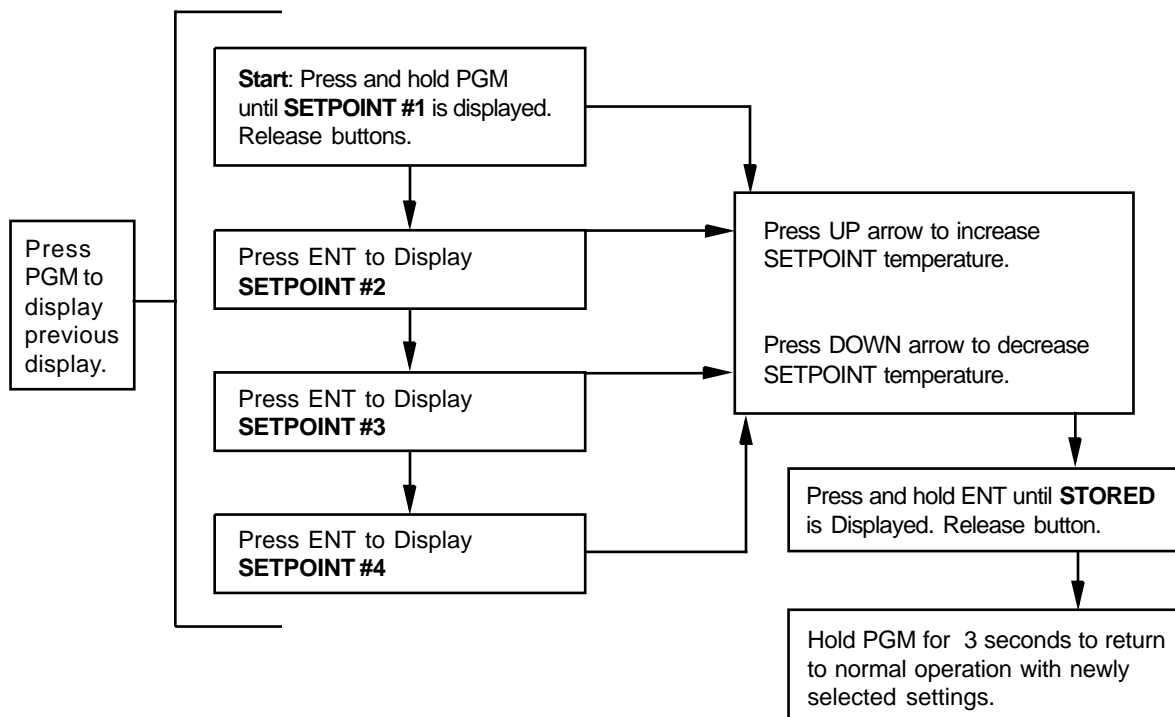 Start: Press and hold PGM
until SETPOINT #1 is displayed.
Release buttons.
Press
PGM to
display
previous
display.
Press ENT to Display
SETPOINT #2
Press ENT to Display
SETPOINT #3
Press ENT to Display
SETPOINT #4
Press UP arrow to increase
SETPOINT temperature.
Press DOWN arrow to decrease
SETPOINT temperature.
Press and hold ENT until STORED
is Displayed. Release button.
Hold PGM for 3 seconds to return
to normal operation with newly
selected settings.